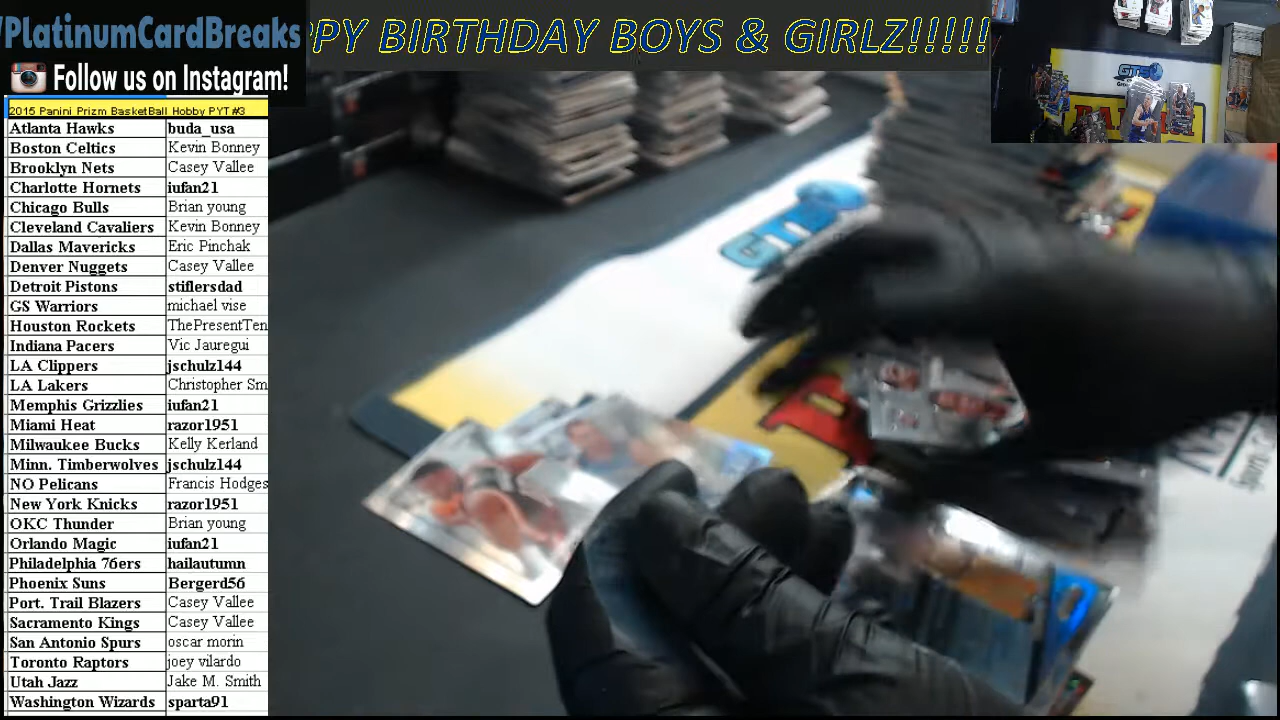 /PlatinumCardBreaks
PPY BIRTHDAY BOYS & GIRLZ!!!!!
Follow us on Instagram!
2015 Panini Prizm BasketBall Hobby PYT #3
Atlanta Hawks buda_usa
Boston Celtics Kevin Bonney
Brooklyn Nets Casey Vallee
Charlotte Hornets iufan21
Chicago Bulls Brian young
Cleveland Cavaliers Kevin Bonney
Dallas Mavericks Eric Pinchak
Denver Nuggets Casey Vallee
Detroit Pistons stiflersdad
GS Warriors michael vise
Houston Rockets ThePresentTen
Indiana Pacers Vic Jauregui
LA Clippers jschulz144
LA Lakers Christopher Sm
Memphis Grizzlies iufan21
Miami Heat razor1951
Milwaukee Bucks Kelly Kerland
Minn. Timberwolves jschulz144
NO Pelicans Francis Hodges
New York Knicks razor1951
OKC Thunder Brian young
Orlando Magic iufan21
Philadelphia 76ers hailautumn
Phoenix Suns Bergerd56
Port. Trail Blazers Casey Vallee
Sacramento Kings Casey Vallee
San Antonio Spurs oscar morin
Toronto Raptors joey vilardo
Utah Jazz Jake M. Smith
Washington Wizards sparta91
GTS
GTS